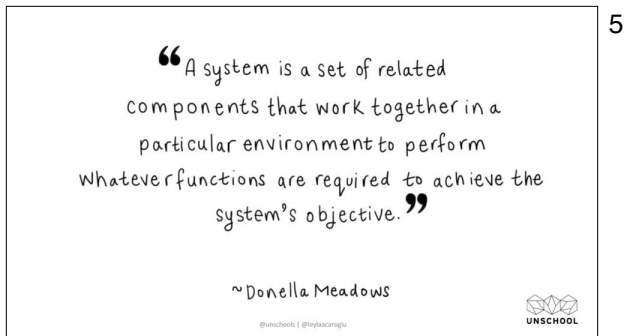 5
“A system is a set of related
components that work together in a
particular environment to perform
whatever functions are required to achieve the
system's objective.”
~Donella Meadows
@unschools | @leylaacaroglu
UNSCHOOL